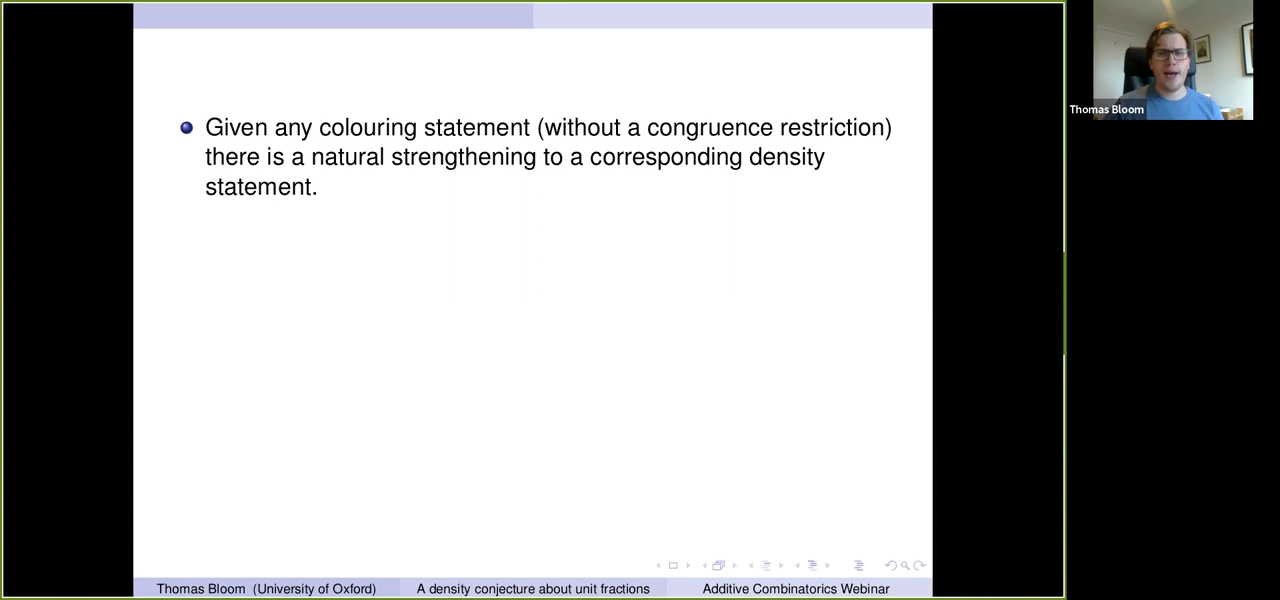 Given any colouring statement (without a congruence restriction)
there is a natural strengthening to a corresponding density
statement.
Thomas Bloom
Thomas Bloom (University of Oxford)
A density conjecture about unit fractions
Additive Combinatorics Webinar